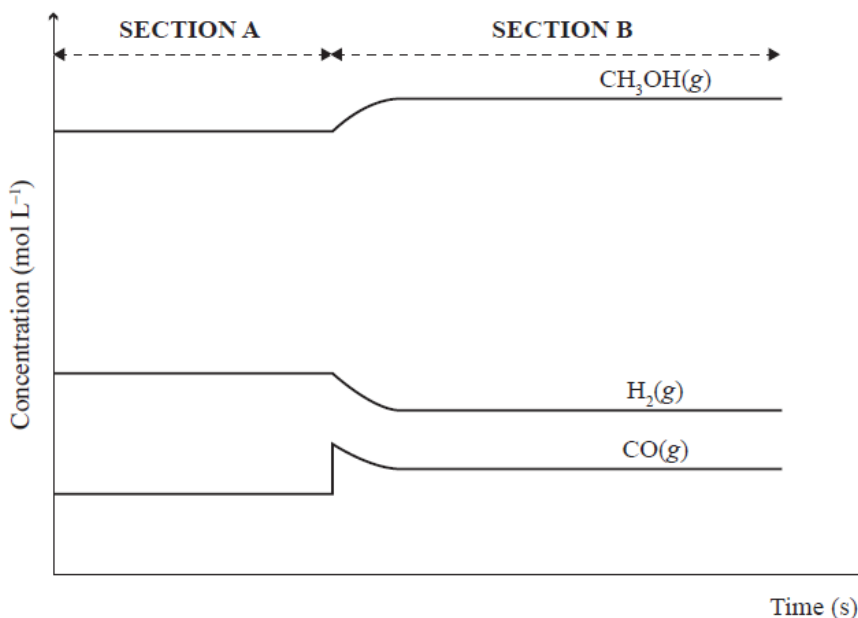 SECTION A
SECTION B
CH₃OH(g)
Concentration (mol L⁻¹)
H₂(g)
CO(g)
Time (s)